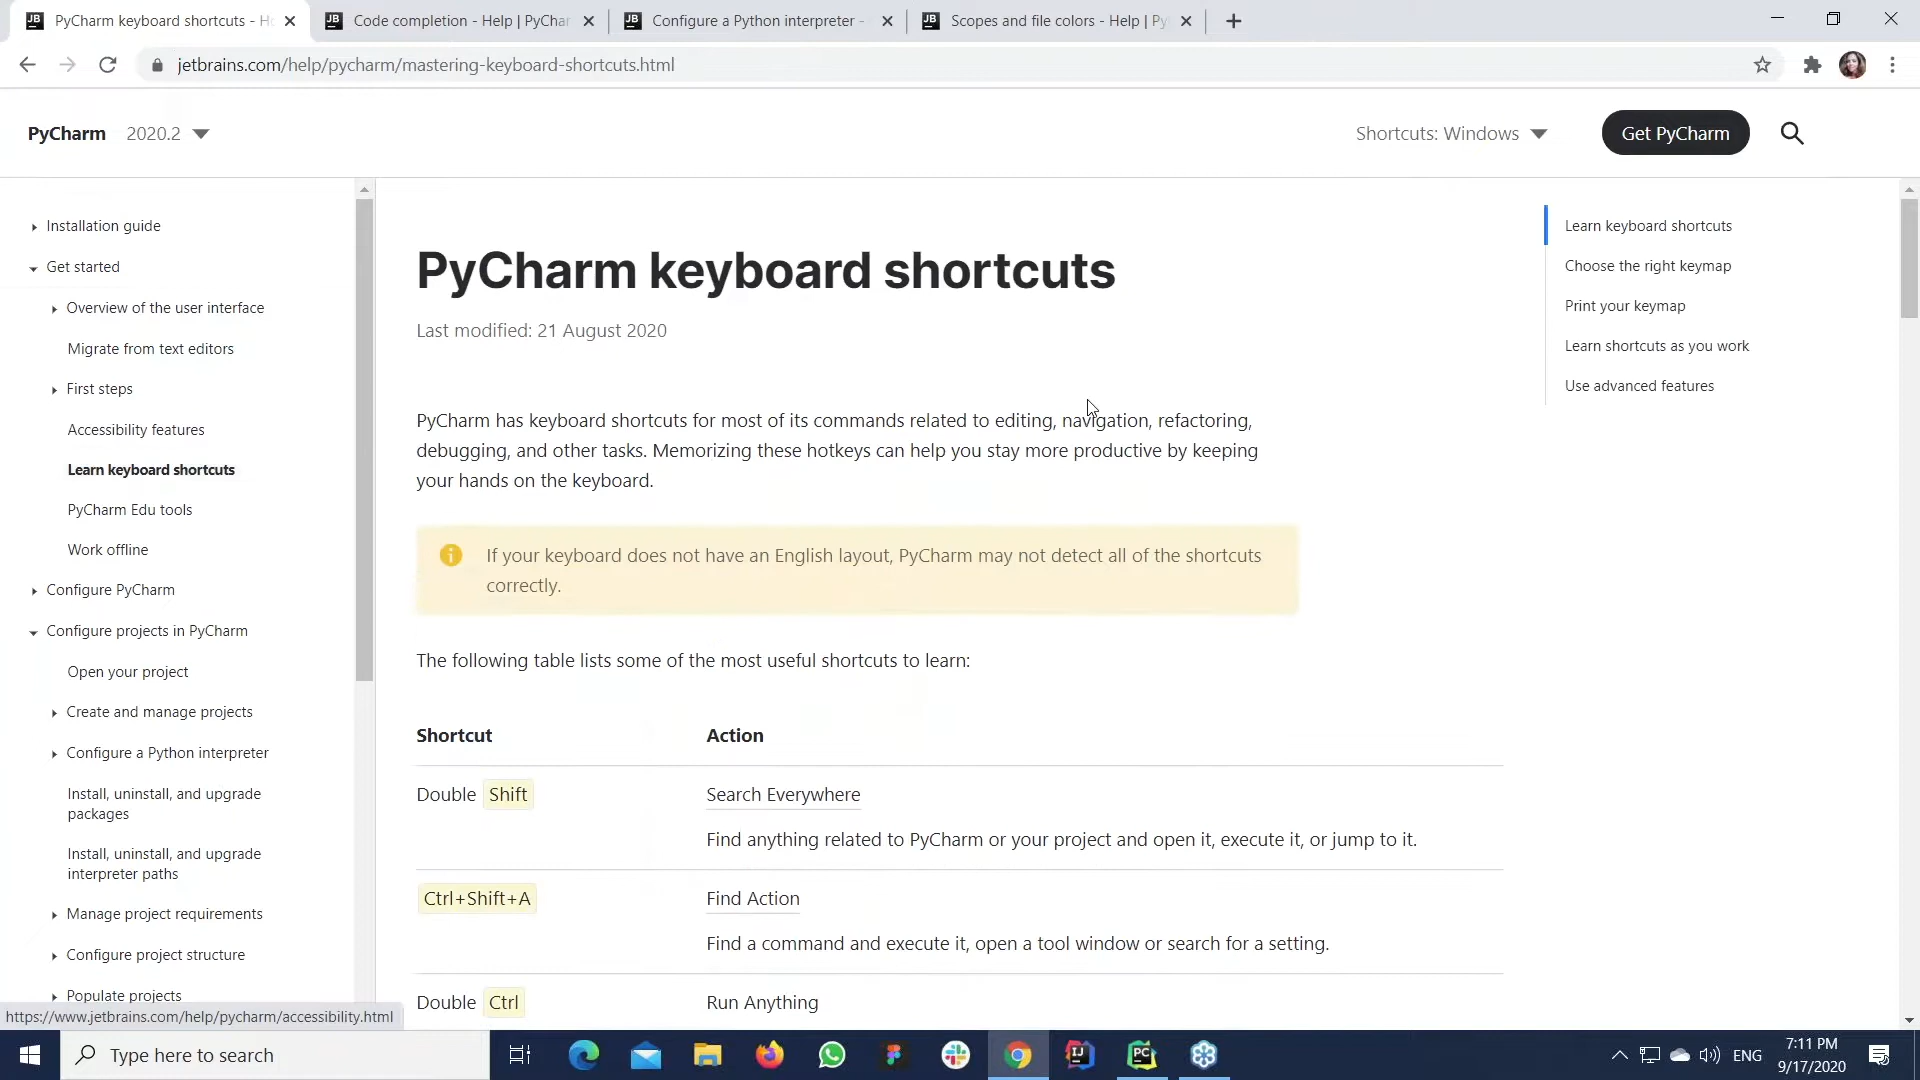 PyCharm keyboard shortcuts - H
Code completion - Help | PyChar
Configure a Python interpreter -
Scopes and file colors - Help | Py
jetbrains.com/help/pycharm/mastering-keyboard-shortcuts.html
PyCharm 2020.2
Shortcuts: Windows
Get PyCharm
Installation guide
Get started
Overview of the user interface
Migrate from text editors
First steps
Accessibility features
Learn keyboard shortcuts
PyCharm Edu tools
Work offline
Configure PyCharm
Configure projects in PyCharm
Open your project
Create and manage projects
Configure a Python interpreter
Install, uninstall, and upgrade
packages
Install, uninstall, and upgrade
interpreter paths
Manage project requirements
Configure project structure
Populate projects
https://www.jetbrains.com/help/pycharm/accessibility.html
PyCharm keyboard shortcuts
Last modified: 21 August 2020
PyCharm has keyboard shortcuts for most of its commands related to editing, navigation, refactoring,
debugging, and other tasks. Memorizing these hotkeys can help you stay more productive by keeping
your hands on the keyboard.
If your keyboard does not have an English layout, PyCharm may not detect all of the shortcuts
correctly.
The following table lists some of the most useful shortcuts to learn:
Shortcut Action
Double Shift Search Everywhere
Find anything related to PyCharm or your project and open it, execute it, or jump to it.
Ctrl+Shift+A Find Action
Find a command and execute it, open a tool window or search for a setting.
Double Ctrl Run Anything
Learn keyboard shortcuts
Choose the right keymap
Print your keymap
Learn shortcuts as you work
Use advanced features
Type here to search
ENG
7:11 PM
9/17/2020